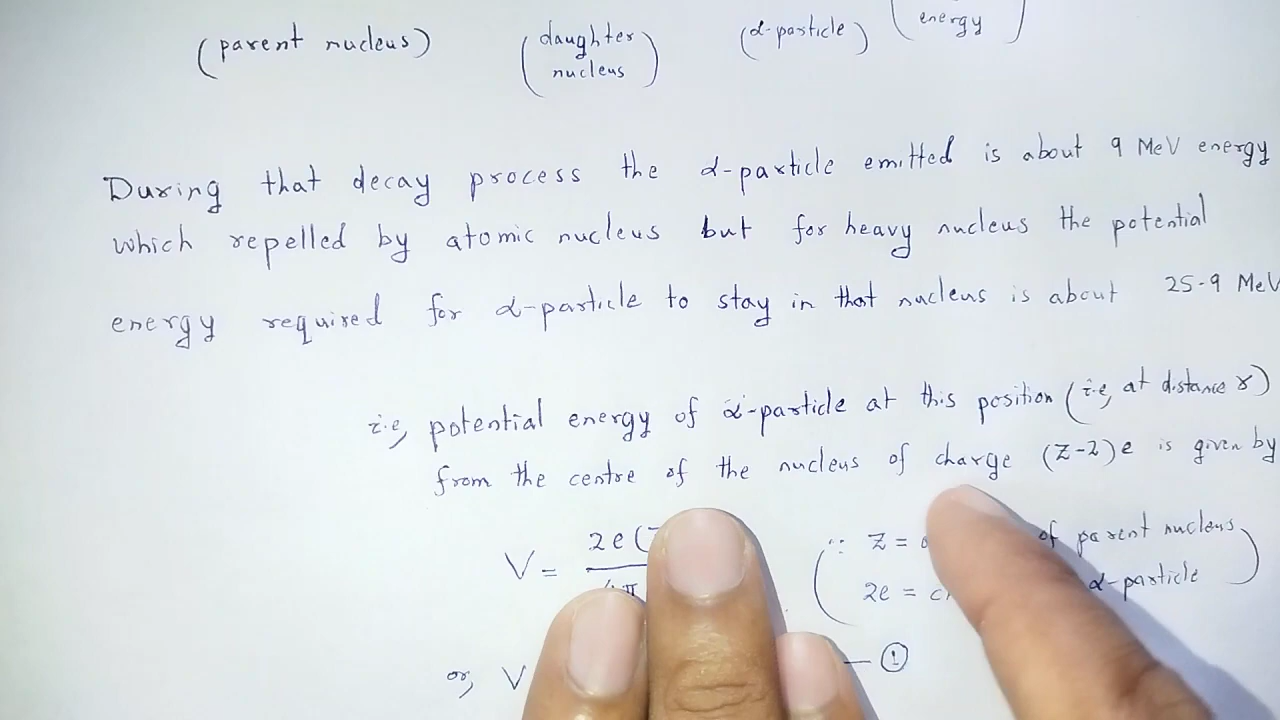 (parent nucleus) (daughter nucleus) (α-particle) (energy)
During that decay process the α-particle emitted is about 9 MeV energy
which repelled by atomic nucleus but for heavy nucleus the potential
energy required for α-particle to stay in that nucleus is about 25-9 MeV
i.e, potential energy of α-particle at this position (i.e, at distance r)
from the centre of the nucleus of charge (Z-2)e is given by
V = 2e( (∵ Z = of parent nucleus
4π 2e = α-particle)
or, V — ①